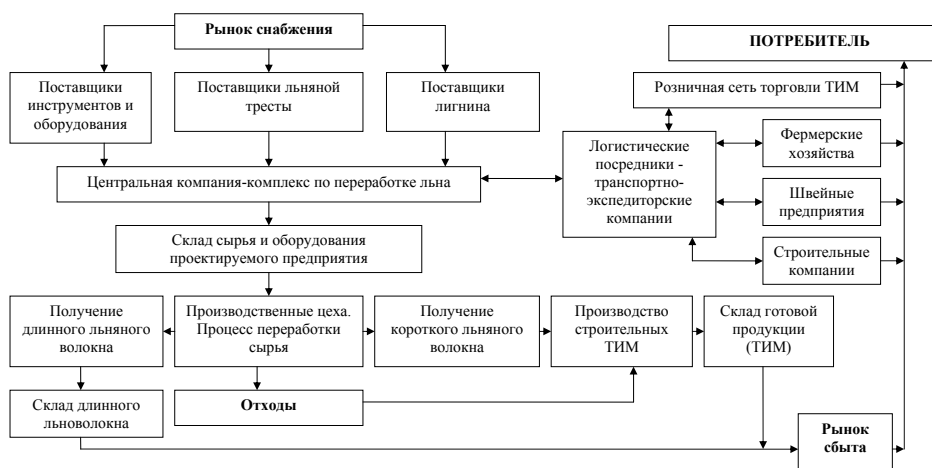 Рынок снабжения
ПОТРЕБИТЕЛЬ
Поставщики
инструментов и
оборудования
Поставщики льняной
тресты
Поставщики
лигнина
Розничная сеть торговли ТИМ
Логистические
посредники -
транспортно-
экспедиторские
компании
Фермерские
хозяйства
Центральная компания-комплекс по переработке льна
Швейные
предприятия
Склад сырья и оборудования
проектируемого предприятия
Строительные
компании
Получение
длинного льняного
волокна
Производственные цеха.
Процесс переработки
сырья
Получение
короткого льняного
волокна
Производство
строительных
ТИМ
Склад готовой
продукции
(ТИМ)
Склад длинного
льноволокна
Отходы
Рынок
сбыта